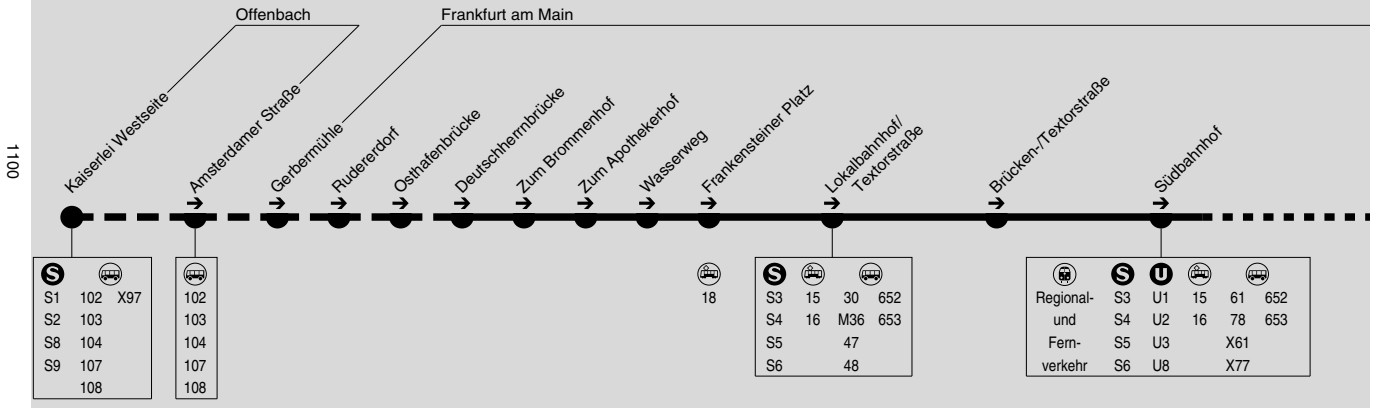 Offenbach
Frankfurt am Main
1100
Kaiserlei Westseite
Amsterdamer Straße
Gerbermühle
Rudererdorf
Osthafenbrücke
Deutschherrnbrücke
Zum Brommenhof
Zum Apothekerhof
Wasserweg
Frankensteiner Platz
Lokalbahnhof/
Textorstraße
Brücken-/Textorstraße
Südbahnhof
S
S1 102 X97
S2 103
S8 104
S9 107
108
102
103
104
107
108
18
S
S3 15 30 652
S4 16 M36 653
S5 47
S6 48
S U
Regional- S3 U1 15 61 652
und S4 U2 16 78 653
Fern- S5 U3 X61
verkehr S6 U8 X77